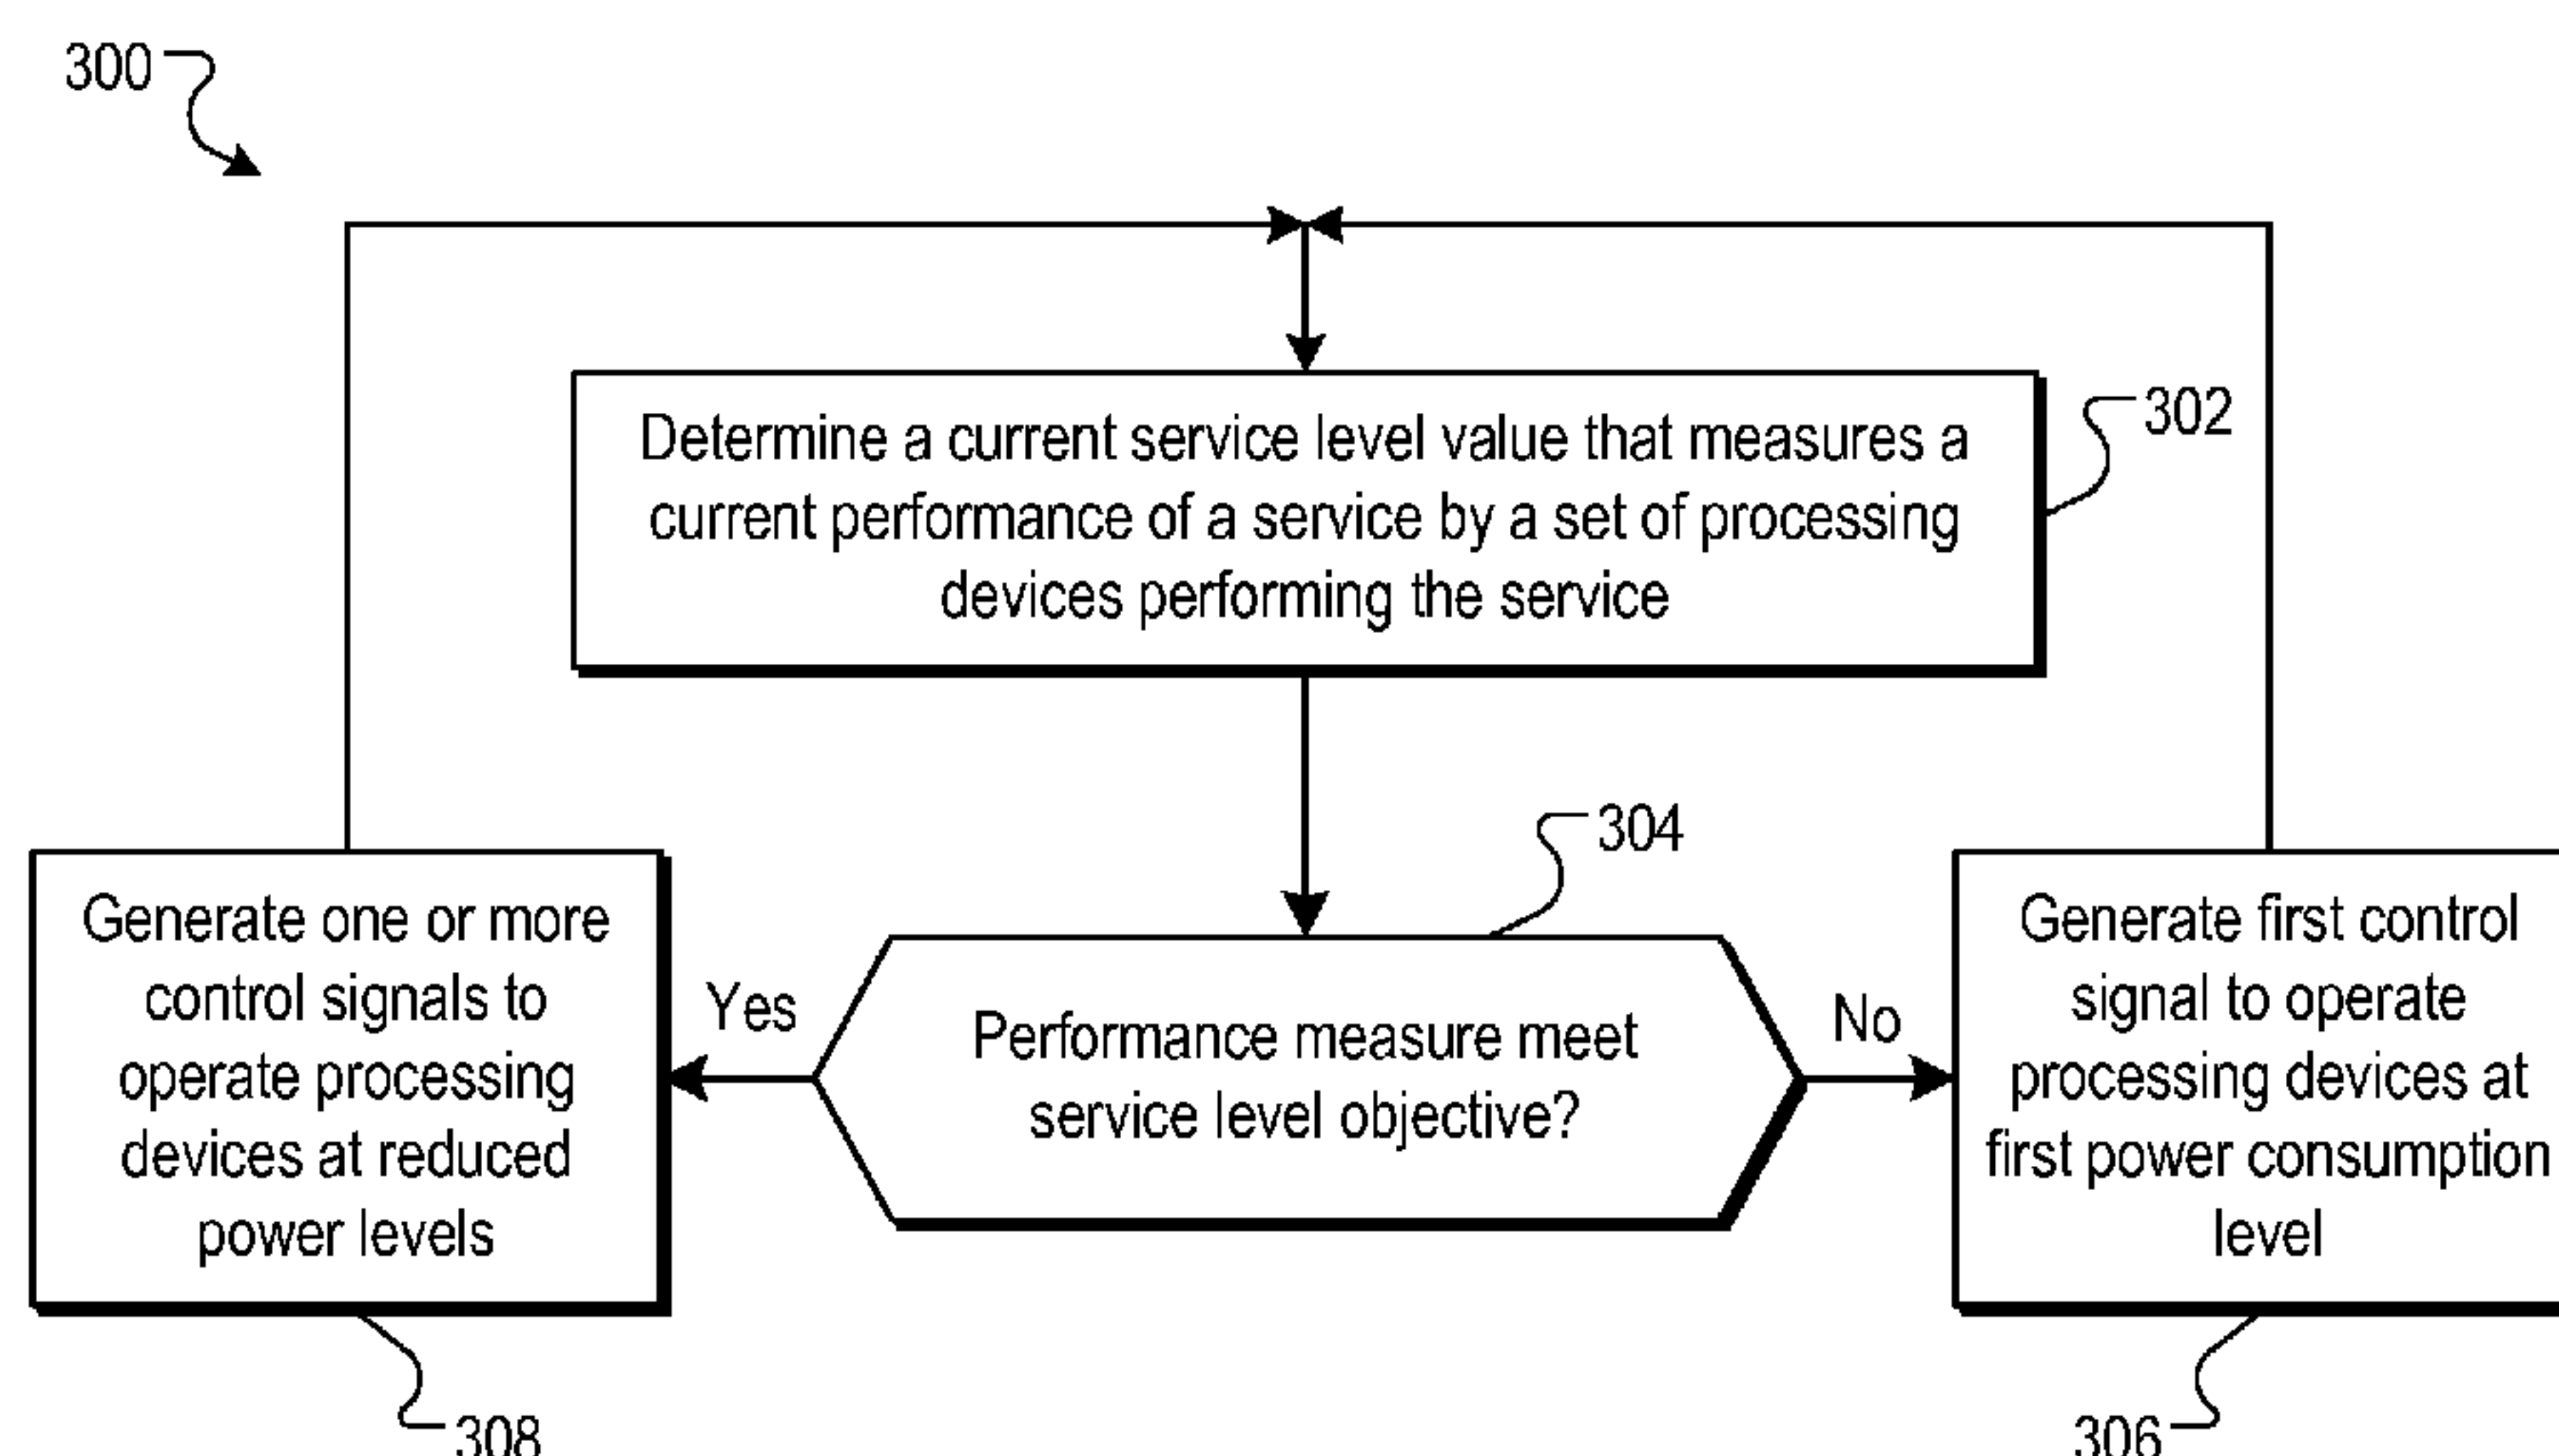 300
Determine a current service level value that measures a
current performance of a service by a set of processing
devices performing the service
302
304
Generate one or more
control signals to
operate processing
devices at reduced
power levels
Yes
Performance measure meet
service level objective?
No
Generate first control
signal to operate
processing devices at
first power consumption
level
308
306